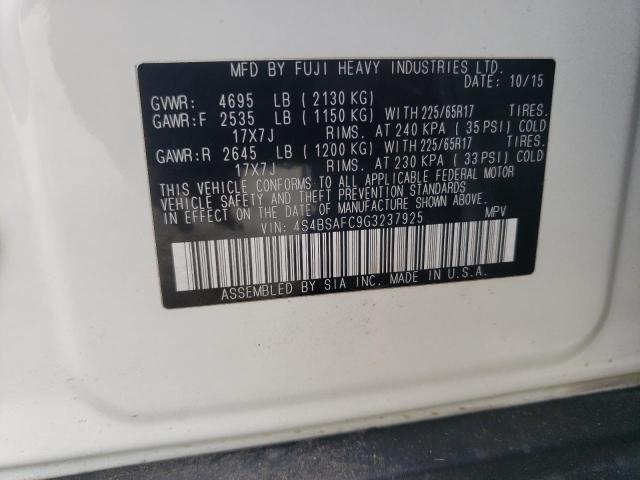 MFD BY FUJI HEAVY INDUSTRIES LTD.
DATE: 10/15
GVWR: 4695 LB ( 2130 KG)
GAWR:F 2535 LB ( 1150 KG) WITH 225/65R17 TIRES.
17X7J RIMS. AT 240 KPA ( 35 PSI) COLD
GAWR:R 2645 LB ( 1200 KG) WITH 225/65R17 TIRES.
17X7J RIMS. AT 230 KPA ( 33 PSI) COLD
THIS VEHICLE CONFORMS TO ALL APPLICABLE FEDERAL MOTOR
VEHICLE SAFETY AND THEFT PREVENTION STANDARDS
IN EFFECT ON THE DATE OF MANUFACTURE SHOWN ABOVE.
VIN: 4S4BSAFC9G3237925 MPV
ASSEMBLED BY SIA INC. MADE IN U.S.A.